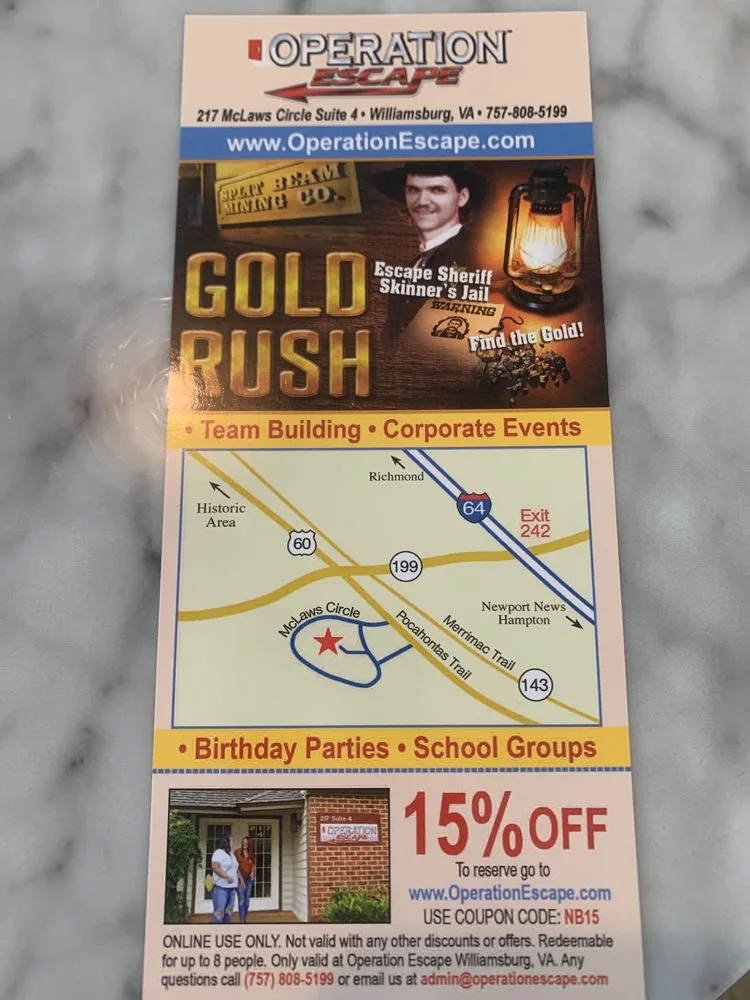 OPERATION
ESCAPE
217 McLaws Circle Suite 4 • Williamsburg, VA • 757-808-5199
www.OperationEscape.com
SPLIT BEAM
MINING CO.
GOLD
RUSH
Escape Sheriff
Skinner's Jail
WARNING
Find the Gold!
• Team Building • Corporate Events
Richmond
Historic
Area
64
Exit
242
60
199
Newport News
Hampton
McLaws Circle
Pocahontas Trail
Merrimac Trail
143
• Birthday Parties • School Groups
217 Suite 4
OPERATION
ESCAPE
15% OFF
To reserve go to
www.OperationEscape.com
USE COUPON CODE: NB15
ONLINE USE ONLY. Not valid with any other discounts or offers. Redeemable
for up to 8 people. Only valid at Operation Escape Williamsburg, VA. Any
questions call (757) 808-5199 or email us at admin@operationescape.com